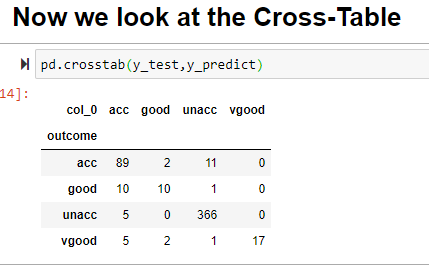 Now we look at the Cross-Table
pd.crosstab(y_test,y_predict)
14]:
col_0 acc good unacc vgood
outcome
acc 89 2 11 0
good 10 10 1 0
unacc 5 0 366 0
vgood 5 2 1 17